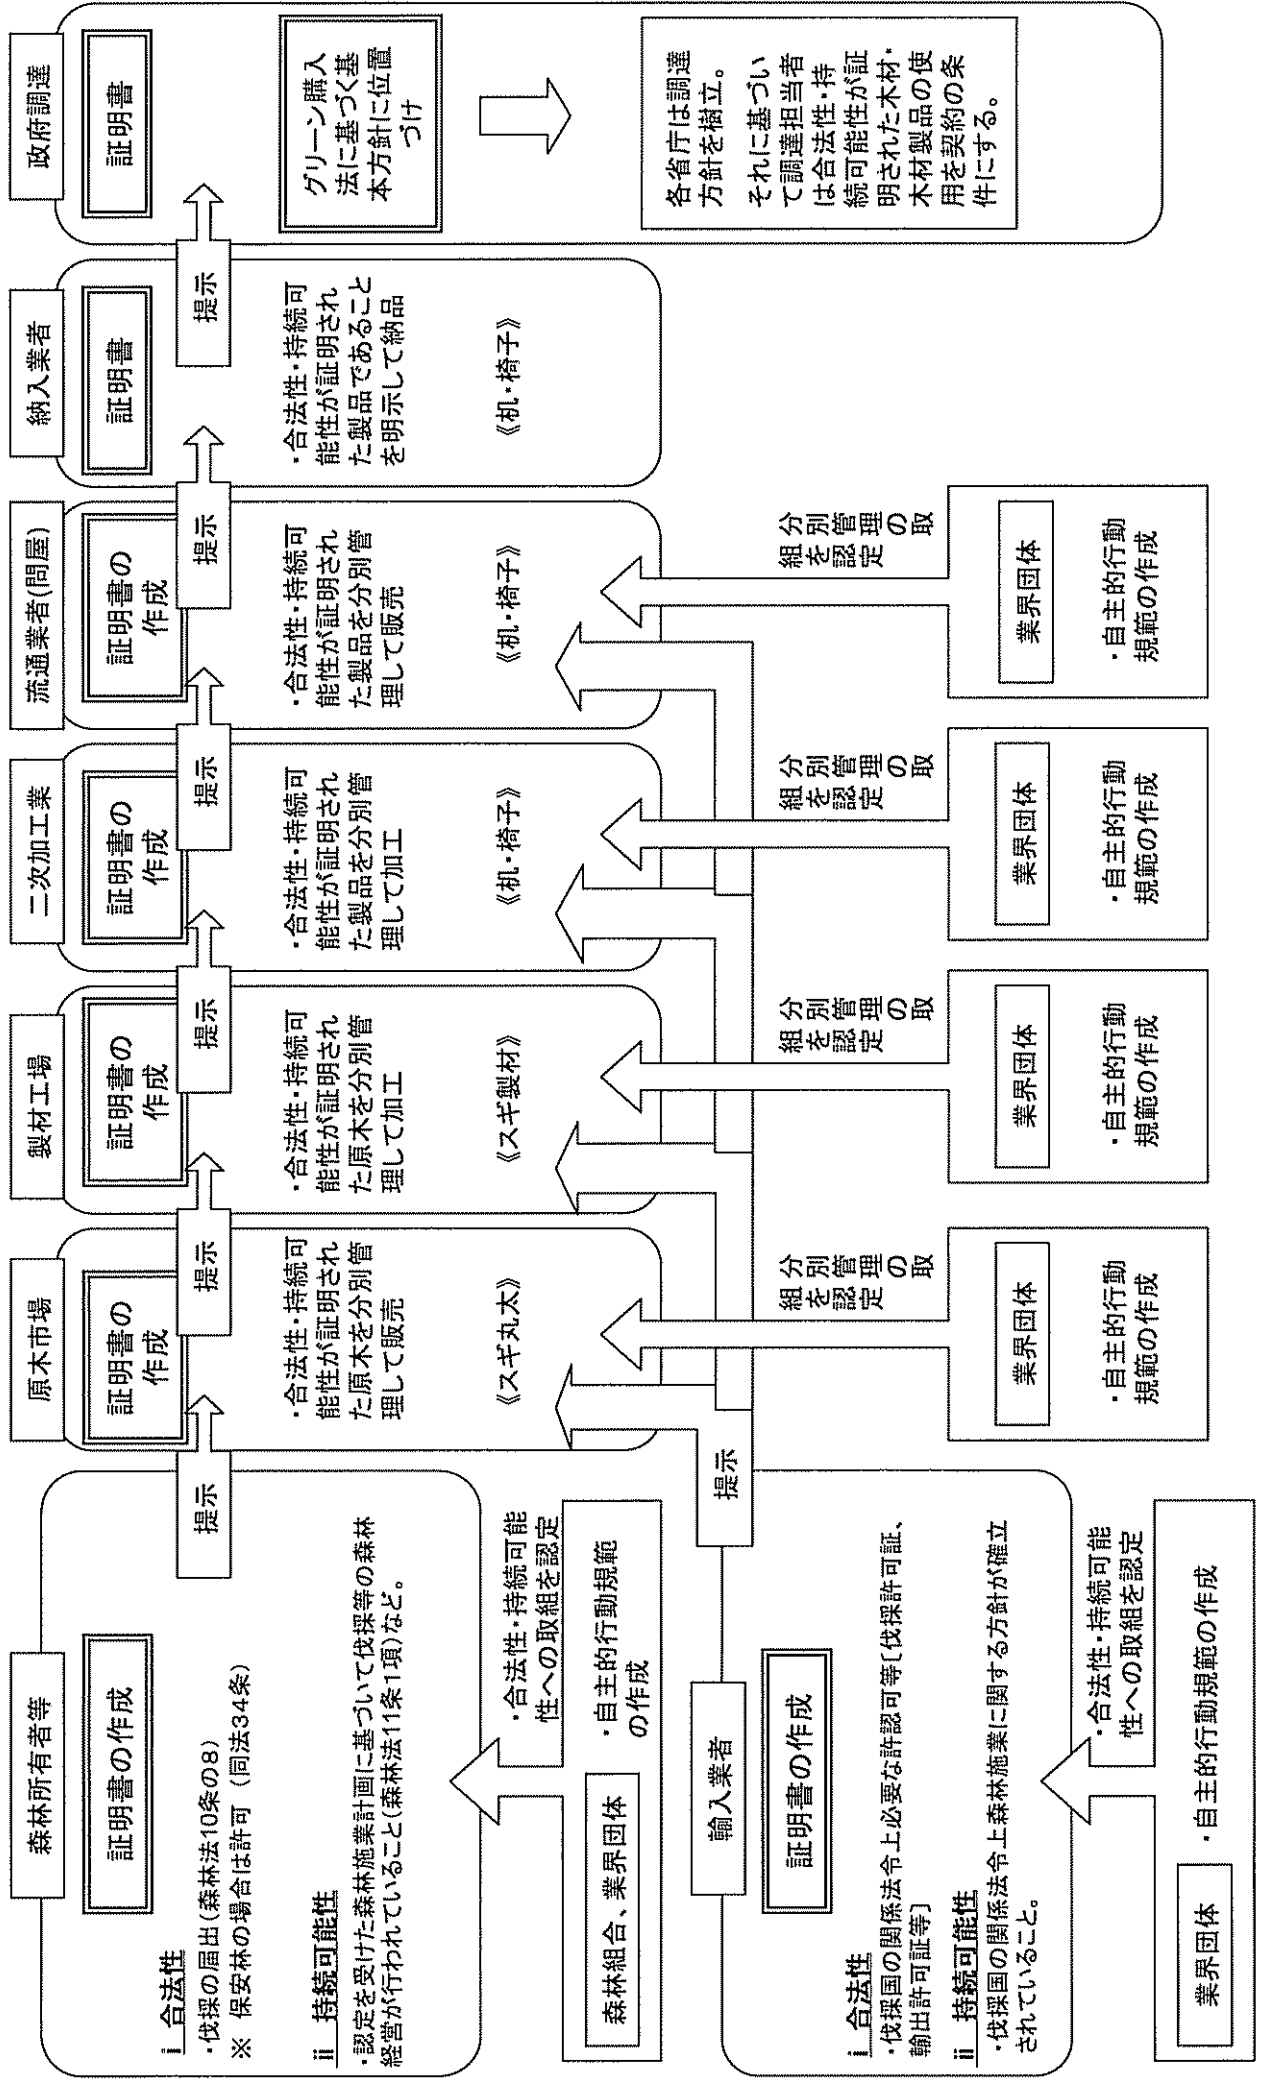 森林所有者等
証明書の作成
ⅰ 合法性
・伐採の届出(森林法10条の8)
※ 保安林の場合は許可 (同法34条)
ⅱ 持続可能性
・認定を受けた森林施業計画に基づいて伐採等の森林
経営が行われていること(森林法11条1項)など。
・合法性・持続可能
性への取組を認定
森林組合、業界団体
・自主的行動規範
の作成
提示
輸入業者
証明書の作成
ⅰ 合法性
・伐採国の関係法令上必要な許認可等[伐採許可証、
輸出許可証等]
ⅱ 持続可能性
・伐採国の関係法令上森林施業に関する方針が確立
されていること。
・合法性・持続可能
性への取組を認定
業界団体
・自主的行動規範の作成
提示
原木市場
証明書の
作成
・合法性・持続可
能性が証明され
た原木を分別管
理して販売
《スギ丸太》
分別管理の取
組を認定
業界団体
・自主的行動
規範の作成
提示
製材工場
証明書の
作成
・合法性・持続可
能性が証明され
た原木を分別管
理して加工
《スギ製材》
分別管理の取
組を認定
業界団体
・自主的行動
規範の作成
提示
二次加工業
証明書の
作成
・合法性・持続可
能性が証明され
た製品を分別管
理して加工
《机・椅子》
分別管理の取
組を認定
業界団体
・自主的行動
規範の作成
提示
流通業者(問屋)
証明書の
作成
・合法性・持続可
能性が証明され
た製品を分別管
理して販売
《机・椅子》
分別管理の取
組を認定
業界団体
・自主的行動
規範の作成
提示
納入業者
証明書
・合法性・持続可
能性が証明され
た製品であること
を明示して納品
《机・椅子》
提示
政府調達
証明書
グリーン購入
法に基づく基
本方針に位置
づけ
各省庁は調達
方針を樹立。
それに基づい
て調達担当者
は合法性・持
続可能性が証
明された木材・
木材製品の使
用を契約の条
件にする。